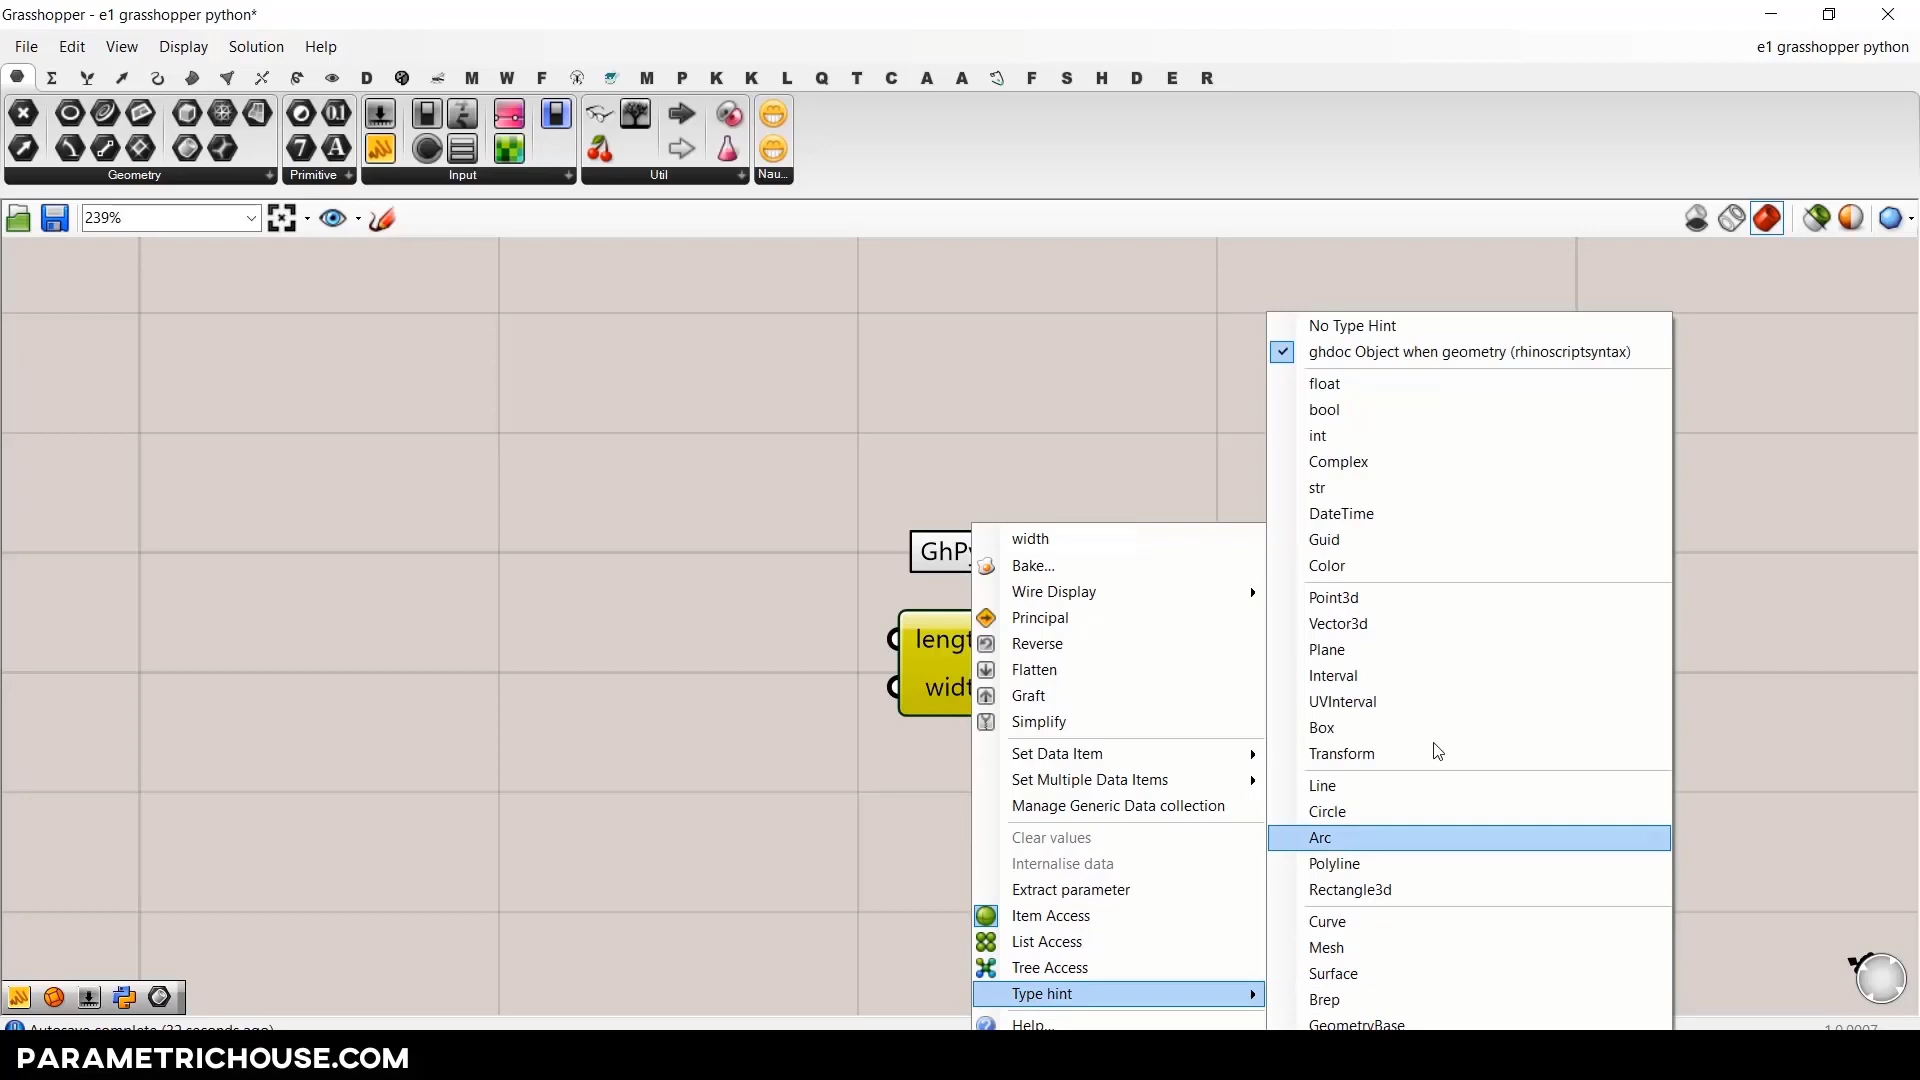 Grasshopper - e1 grasshopper python*
File Edit View Display Solution Help e1 grasshopper python
D M W F M P K K L Q T C A A F S H D E R
Geometry Primitive Input Util Nau...
239%
GhPy
length
width
width
Bake...
Wire Display
Principal
Reverse
Flatten
Graft
Simplify
Set Data Item
Set Multiple Data Items
Manage Generic Data collection
Clear values
Internalise data
Extract parameter
Item Access
List Access
Tree Access
Type hint
Help...
No Type Hint
ghdoc Object when geometry (rhinoscriptsyntax)
float
bool
int
Complex
str
DateTime
Guid
Color
Point3d
Vector3d
Plane
Interval
UVInterval
Box
Transform
Line
Circle
Arc
Polyline
Rectangle3d
Curve
Mesh
Surface
Brep
GeometryBase
Autosave complete (32 seconds ago)
1.0.0007
PARAMETRICHOUSE.COM